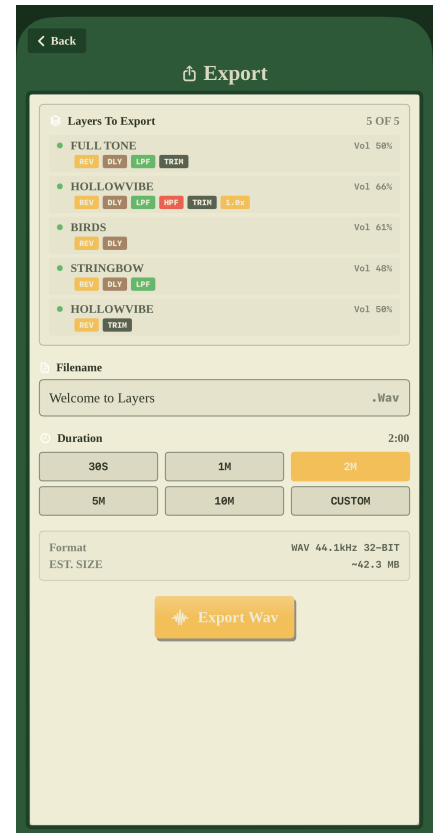 Back
Export
Layers To Export 5 OF 5
FULL TONE Vol 50%
REV DLY LPF TRIM
HOLLOWVIBE Vol 66%
REV DLY LPF HPF TRIM 1.0x
BIRDS Vol 61%
REV DLY
STRINGBOW Vol 48%
REV DLY LPF
HOLLOWVIBE Vol 50%
REV TRIM
Filename
Welcome to Layers .Wav
Duration 2:00
30S 1M 2M
5M 10M CUSTOM
Format WAV 44.1kHz 32-BIT
EST. SIZE ~42.3 MB
Export Wav